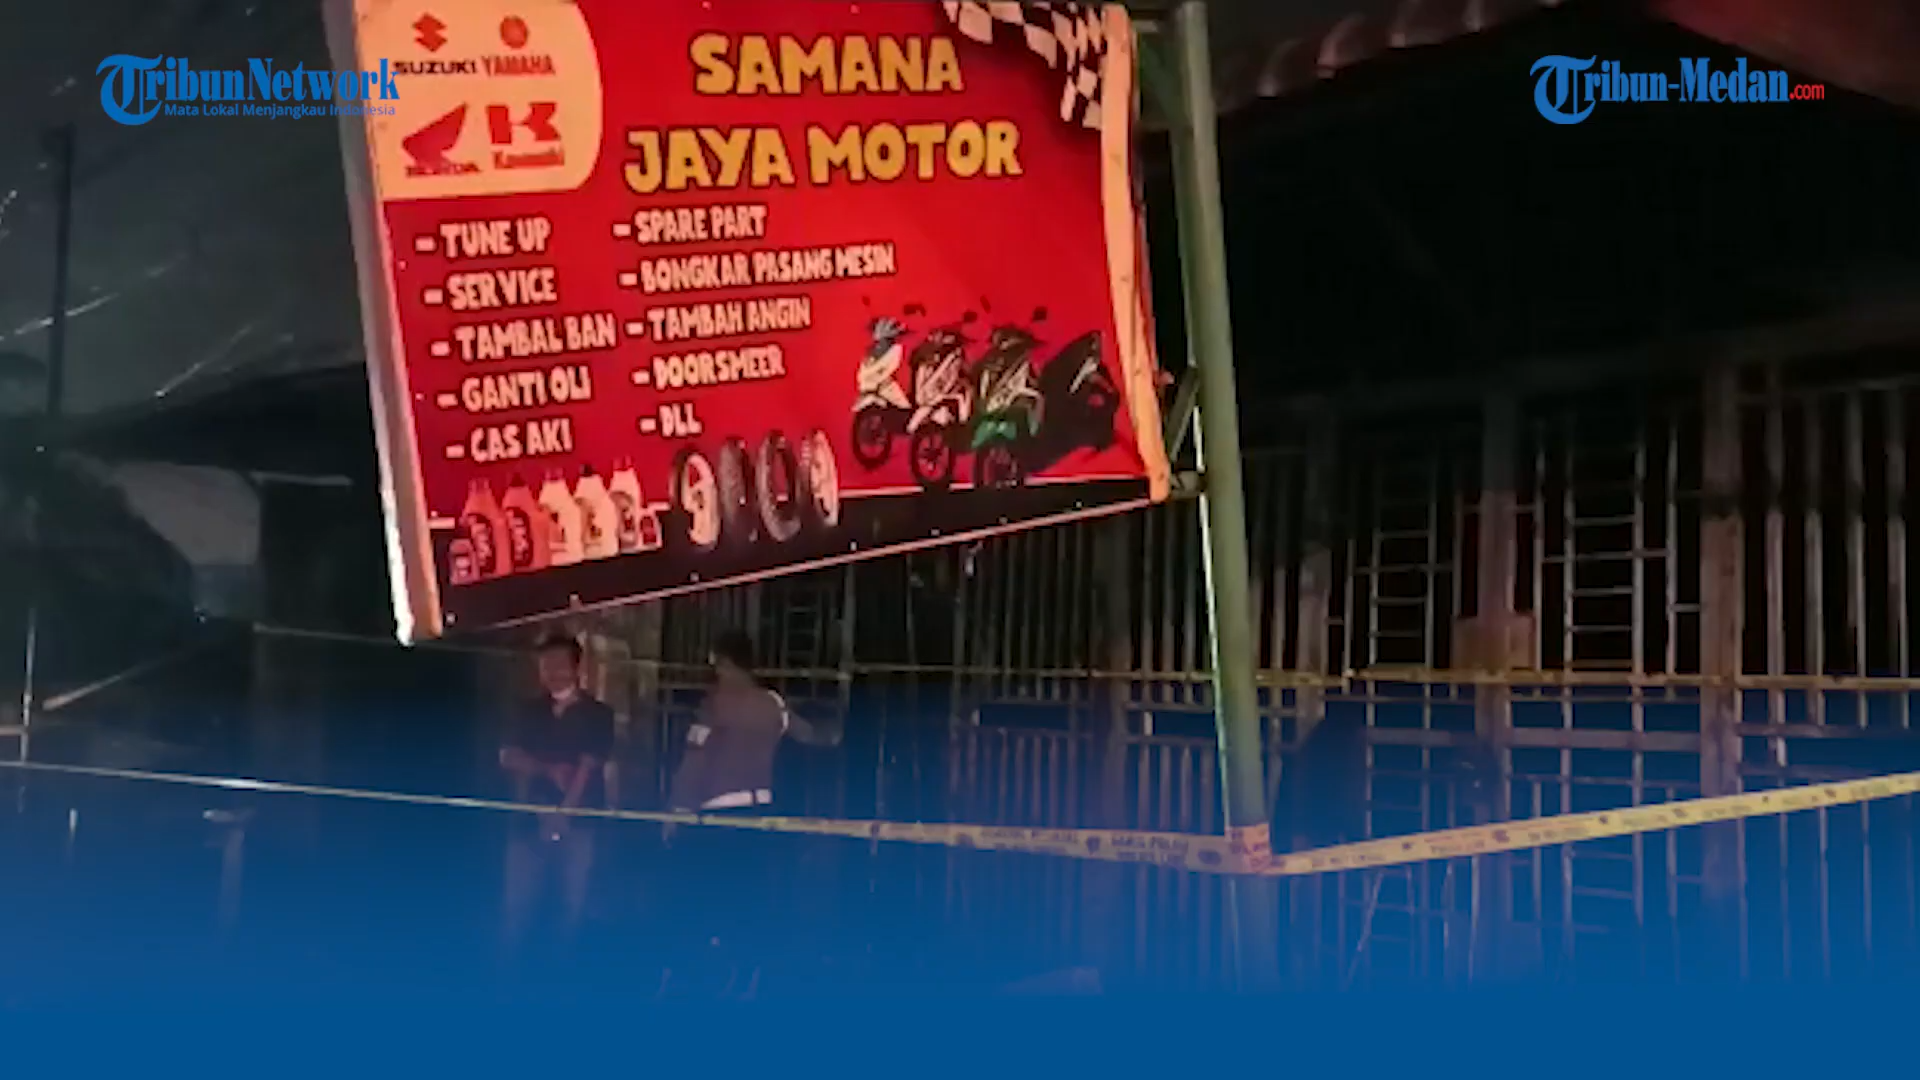 TribunNetwork
Mata Lokal Menjangkau Indonesia
Tribun-Medan.com
SUZUKI YAMAHA
HONDA Kawasaki
SAMANA
JAYA MOTOR
- TUNE UP
- SERVICE
- TAMBAL BAN
- GANTI OLI
- CAS AKI
- SPARE PART
- BONGKAR PASANG MESIN
- TAMBAH ANGIN
- DOORSMEER
- DLL